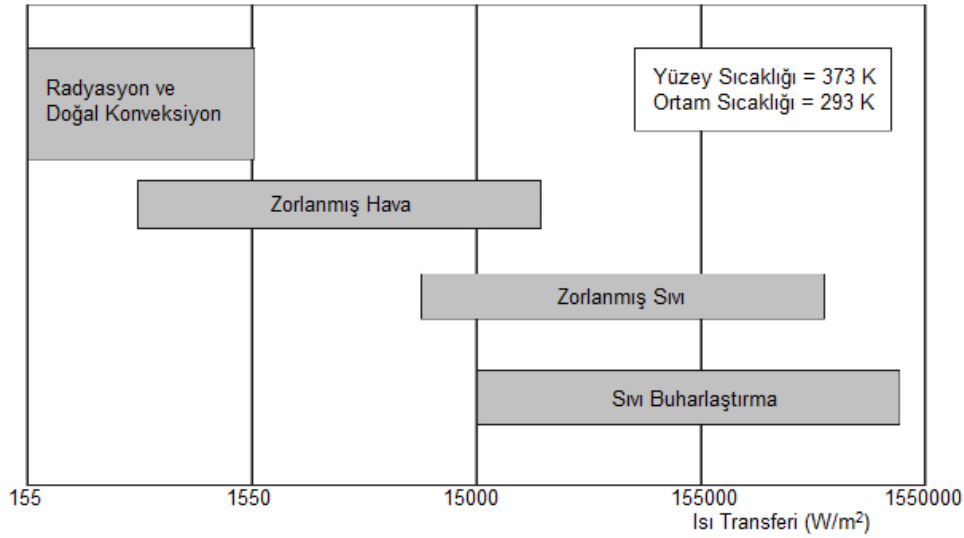 Radyasyon ve
Doğal Konveksiyon
Yüzey Sıcaklığı = 373 K
Ortam Sıcaklığı = 293 K
Zorlanmış Hava
Zorlanmış Sıvı
Sıvı Buharlaştırma
155 1550 15000 155000 1550000
Isı Transferi (W/m²)